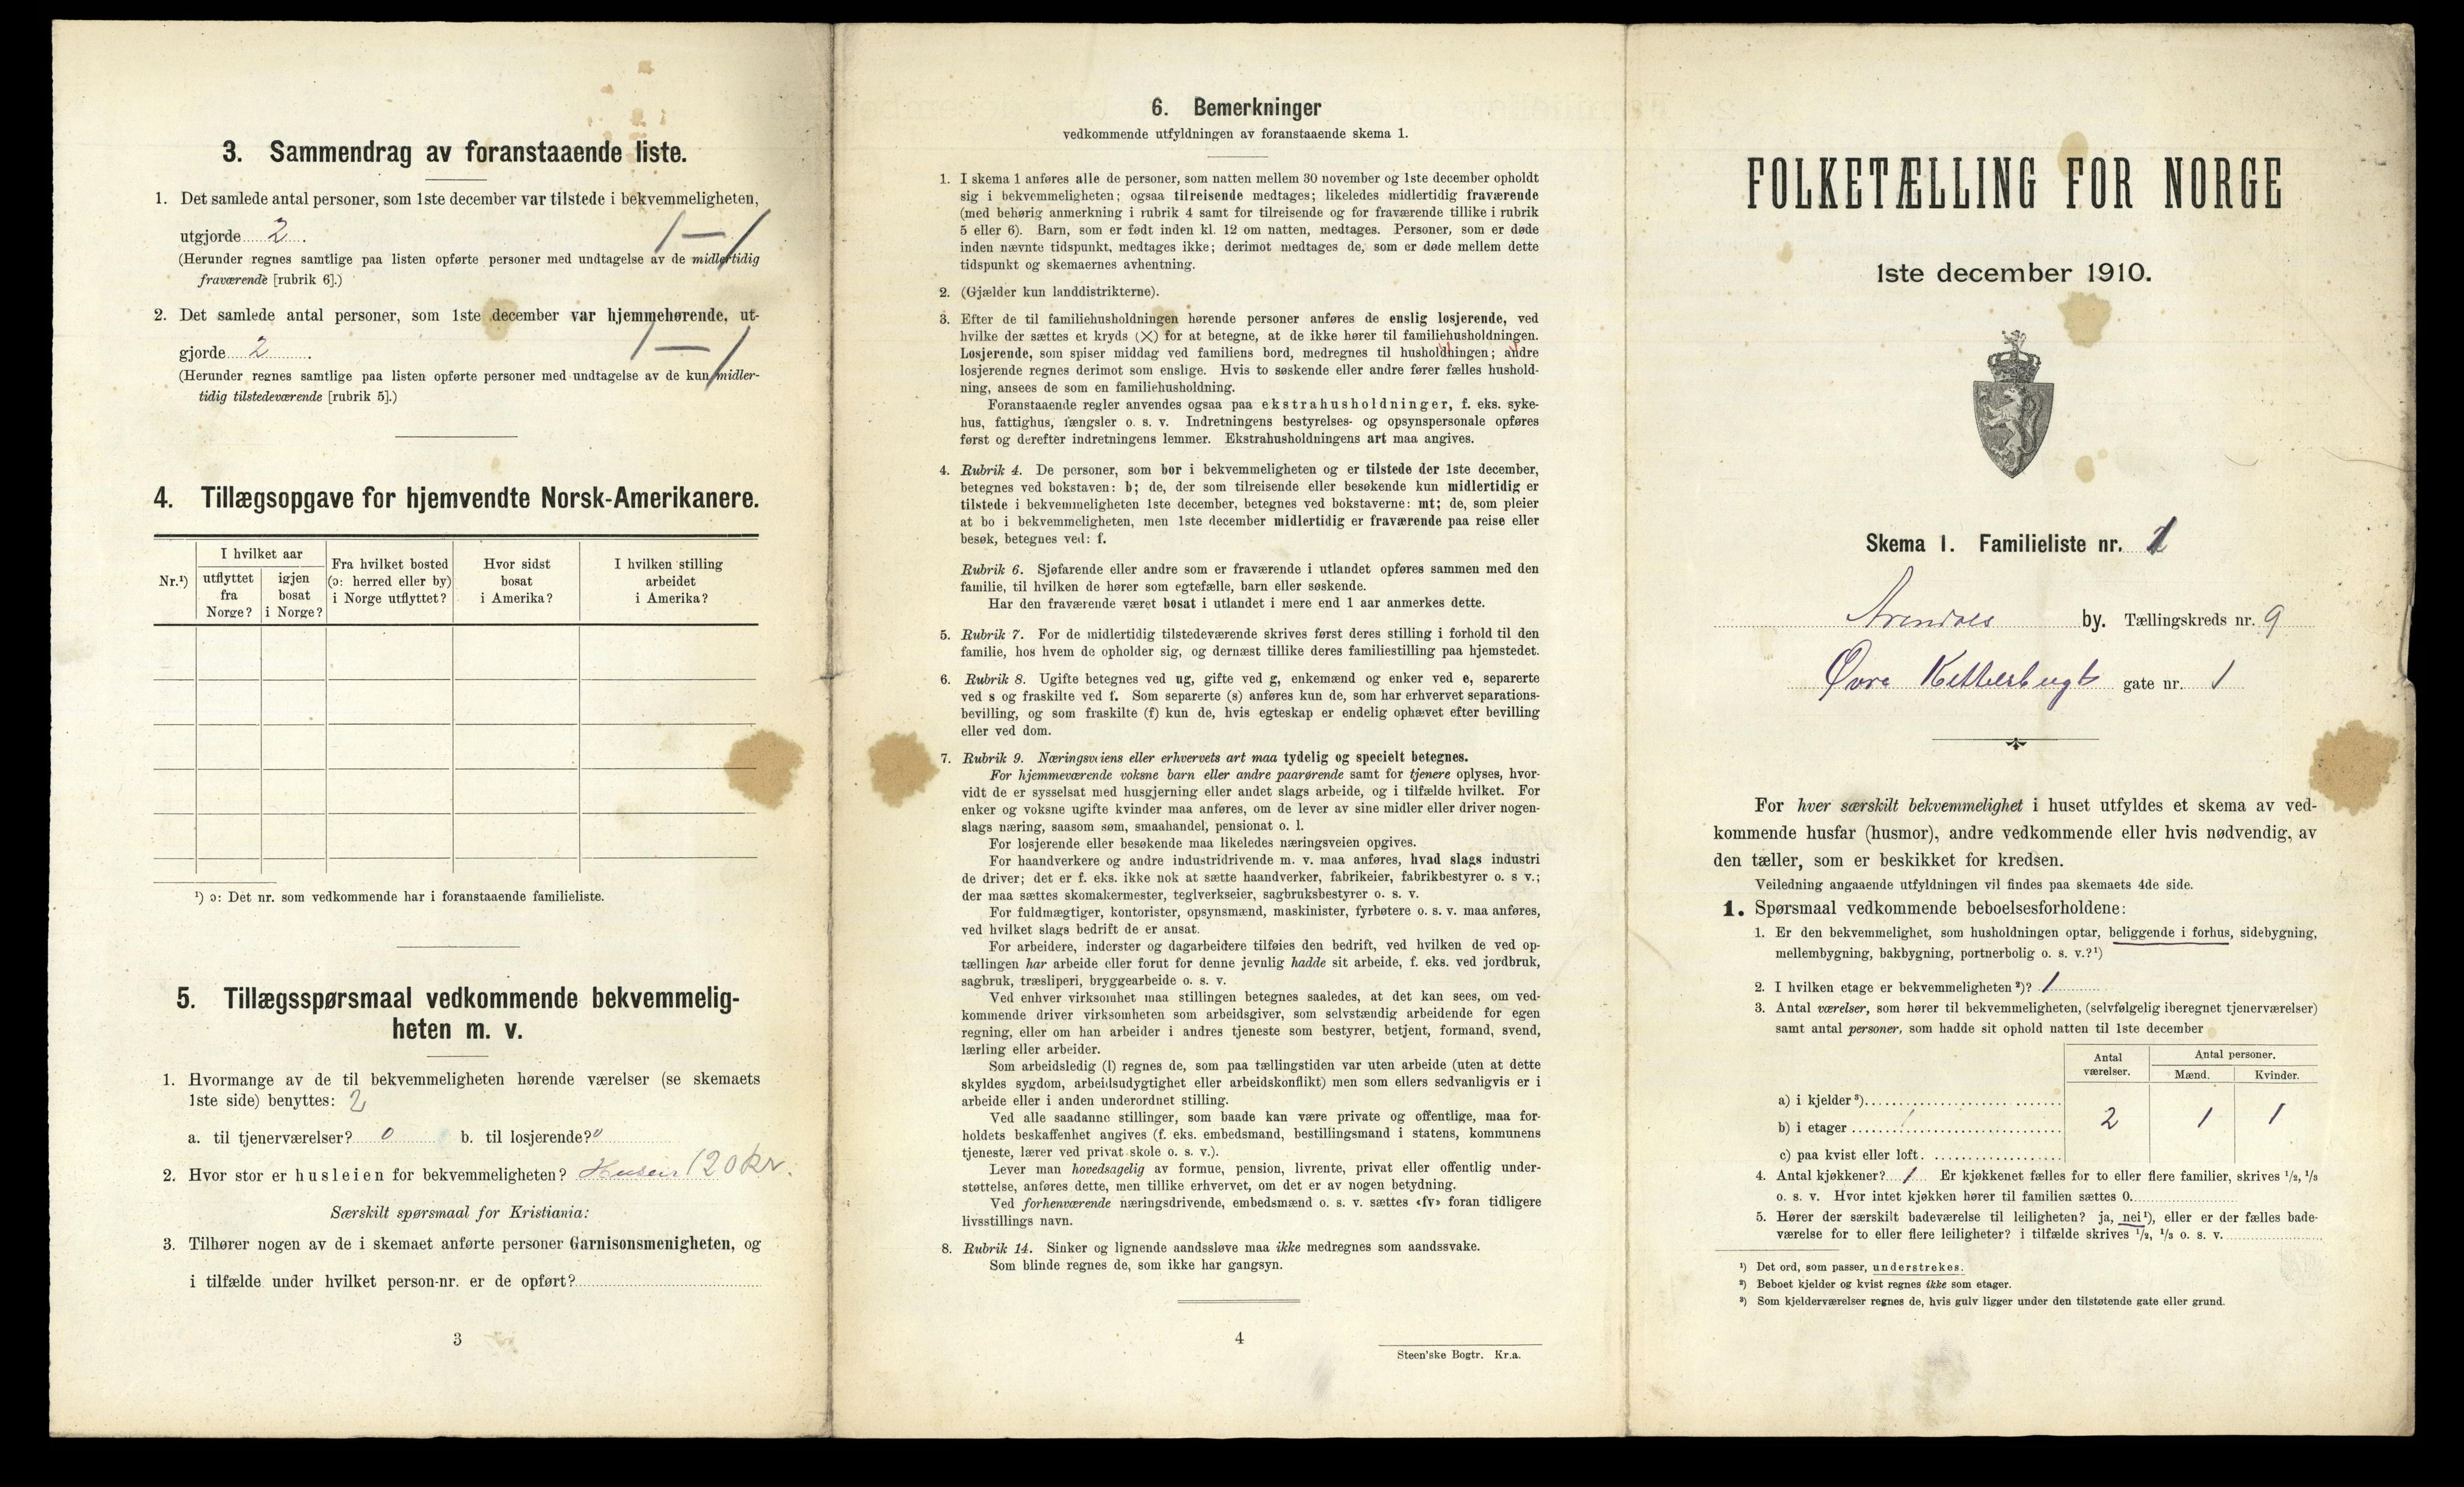 3. Sammendrag av foranstaaende liste.
1. Det samlede antal personer, som 1ste december var tilstede i bekvemmeligheten,
utgjorde 2. 1 — 1
(Herunder regnes samtlige paa listen opførte personer med undtagelse av de midlertidig
fraværende [rubrik 6].)
2. Det samlede antal personer, som 1ste december var hjemmehørende, ut-
gjorde 2. 1 — 1
(Herunder regnes samtlige paa listen opførte personer med undtagelse av de kun midler-
tidig tilstedeværende [rubrik 5].)
4. Tillægsopgave for hjemvendte Norsk-Amerikanere.
Nr.¹)
I hvilket aar
utflyttet fra Norge?
igjen bosat i Norge?
Fra hvilket bosted (ɔ: herred eller by) i Norge utflyttet?
Hvor sidst bosat i Amerika?
I hvilken stilling arbeidet i Amerika?
¹) ɔ: Det nr. som vedkommende har i foranstaaende familieliste.
5. Tillægsspørsmaal vedkommende bekvemmelig-
heten m. v.
1. Hvormange av de til bekvemmeligheten hørende værelser (se skemaets
1ste side) benyttes: 2
a. til tjenerværelser? 0 b. til losjerende? 0
2. Hvor stor er husleien for bekvemmeligheten? 120 kr.
Særskilt spørsmaal for Kristiania:
3. Tilhører nogen av de i skemaet anførte personer Garnisonsmenigheten, og
i tilfælde under hvilket person-nr. er de opført?
3
6. Bemerkninger
vedkommende utfyldningen av foranstaaende skema 1.
1. I skema 1 anføres alle de personer, som natten mellem 30 november og 1ste december opholdt
sig i bekvemmeligheten; ogsaa tilreisende medtages; likeledes midlertidig fraværende
(med behørig anmerkning i rubrik 4 samt for tilreisende og for fraværende tillike i rubrik
5 eller 6). Barn, som er født inden kl. 12 om natten, medtages. Personer, som er døde
inden nævnte tidspunkt, medtages ikke; derimot medtages de, som er døde mellem dette
tidspunkt og skemaernes avhentning.
2. (Gjælder kun landdistrikterne).
3. Efter de til familiehusholdningen hørende personer anføres de enslig losjerende, ved
hvilke der sættes et kryds (X) for at betegne, at de ikke hører til familiehusholdningen.
Losjerende, som spiser middag ved familiens bord, medregnes til husholdningen; andre
losjerende regnes derimot som enslige. Hvis to søskende eller andre fører fælles hushold-
ning, ansees de som en familiehusholdning.
Foranstaaende regler anvendes ogsaa paa ekstrahusholdninger, f. eks. syke-
hus, fattighus, fængsler o. s. v. Indretningens bestyrelses- og opsynspersonale opføres
først og derefter indretningens lemmer. Ekstrahusholdningens art maa angives.
4. Rubrik 4. De personer, som bor i bekvemmeligheten og er tilstede der 1ste december,
betegnes ved bokstaven: b; de, der som tilreisende eller besøkende kun midlertidig er
tilstede i bekvemmeligheten 1ste december, betegnes ved bokstaverne: mt; de, som pleier
at bo i bekvemmeligheten, men 1ste december midlertidig er fraværende paa reise eller
besøk, betegnes ved: f.
Rubrik 6. Sjøfarende eller andre som er fraværende i utlandet opføres sammen med den
familie, til hvilken de hører som egtefælle, barn eller søskende.
Har den fraværende været bosat i utlandet i mere end 1 aar anmerkes dette.
5. Rubrik 7. For de midlertidig tilstedeværende skrives først deres stilling i forhold til den
familie, hos hvem de opholder sig, og dernæst tillike deres familiestilling paa hjemstedet.
6. Rubrik 8. Ugifte betegnes ved ug, gifte ved g, enkemænd og enker ved e, separerte
ved s og fraskilte ved f. Som separerte (s) anføres kun de, som har erhvervet separations-
bevilling, og som fraskilte (f) kun de, hvis egteskap er endelig ophævet efter bevilling
eller ved dom.
7. Rubrik 9. Næringsveiens eller erhvervets art maa tydelig og specielt betegnes.
For hjemmeværende voksne barn eller andre paarørende samt for tjenere oplyses, hvor-
vidt de er sysselsat med husgjerning eller andet slags arbeide, og i tilfælde hvilket. For
enker og voksne ugifte kvinder maa anføres, om de lever av sine midler eller driver nogen-
slags næring, saasom søm, smaahandel, pensionat o. l.
For losjerende eller besøkende maa likeledes næringsveien opgives.
For haandverkere og andre industridrivende m. v. maa anføres, hvad slags industri
de driver; det er f. eks. ikke nok at sætte haandverker, fabrikeier, fabrikbestyrer o. s v.;
der maa sættes skomakermester, teglverkseier, sagbruksbestyrer o. s. v.
For fuldmægtiger, kontorister, opsynsmænd, maskinister, fyrbøtere o. s. v. maa anføres,
ved hvilket slags bedrift de er ansat.
For arbeidere, inderster og dagarbeidere tilføies den bedrift, ved hvilken de ved op-
tællingen har arbeide eller forut for denne jevnlig hadde sit arbeide, f. eks. ved jordbruk,
sagbruk, træsliperi, bryggearbeide o. s. v.
Ved enhver virksomhet maa stillingen betegnes saaledes, at det kan sees, om ved-
kommende driver virksomheten som arbeidsgiver, som selvstændig arbeidende for egen
regning, eller om han arbeider i andres tjeneste som bestyrer, betjent, formand, svend,
lærling eller arbeider.
Som arbeidsledig (l) regnes de, som paa tællingstiden var uten arbeide (uten at dette
skyldes sygdom, arbeidsudygtighet eller arbeidskonflikt) men som ellers sedvanligvis er i
arbeide eller i anden underordnet stilling.
Ved alle saadanne stillinger, som baade kan være private og offentlige, maa for-
holdets beskaffenhet angives (f. eks. embedsmand, bestillingsmand i statens, kommunens
tjeneste, lærer ved privat skole o. s. v.).
Lever man hovedsagelig av formue, pension, livrente, privat eller offentlig under-
støttelse, anføres dette, men tillike erhvervet, om det er av nogen betydning.
Ved forhenværende næringsdrivende, embedsmænd o. s. v. sættes «fv» foran tidligere
livsstillings navn.
8. Rubrik 14. Sinker og lignende aandssløve maa ikke medregnes som aandssvake.
Som blinde regnes de, som ikke har gangsyn.
4
Steen'ske Bogtr. Kr.a.
FOLKETÆLLING FOR NORGE
1ste december 1910.
Skema 1. Familieliste nr.
Arendals by. Tællingskreds nr. 9
Øvre Kittelsbugt gate nr. 1
For hver særskilt bekvemmelighet i huset utfyldes et skema av ved-
kommende husfar (husmor), andre vedkommende eller hvis nødvendig, av
den tæller, som er beskikket for kredsen.
Veiledning angaaende utfyldningen vil findes paa skemaets 4de side.
1. Spørsmaal vedkommende beboelsesforholdene:
1. Er den bekvemmelighet, som husholdningen optar, beliggende i forhus, sidebygning,
mellembygning, bakbygning, portnerbolig o. s. v.?¹)
2. I hvilken etage er bekvemmeligheten²)? 1
3. Antal værelser, som hører til bekvemmeligheten, (selvfølgelig iberegnet tjenerværelser)
samt antal personer, som hadde sit ophold natten til 1ste december
Antal værelser. Antal personer.
Mænd. Kvinder.
a) i kjelder³)
b) i etager 2 1 1
c) paa kvist eller loft.
4. Antal kjøkkener? 1 Er kjøkkenet fælles for to eller flere familier, skrives ½, ⅓
o. s. v. Hvor intet kjøkken hører til familien sættes 0.
5. Hører der særskilt badeværelse til leiligheten? ja, nei¹), eller er der fælles bade-
værelse for to eller flere leiligheter? i tilfælde skrives ½, ⅓ o. s. v.
¹) Det ord, som passer, understrekes.
²) Beboet kjelder og kvist regnes ikke som etager.
³) Som kjelderværelser regnes de, hvis gulv ligger under den tilstøtende gate eller grund.